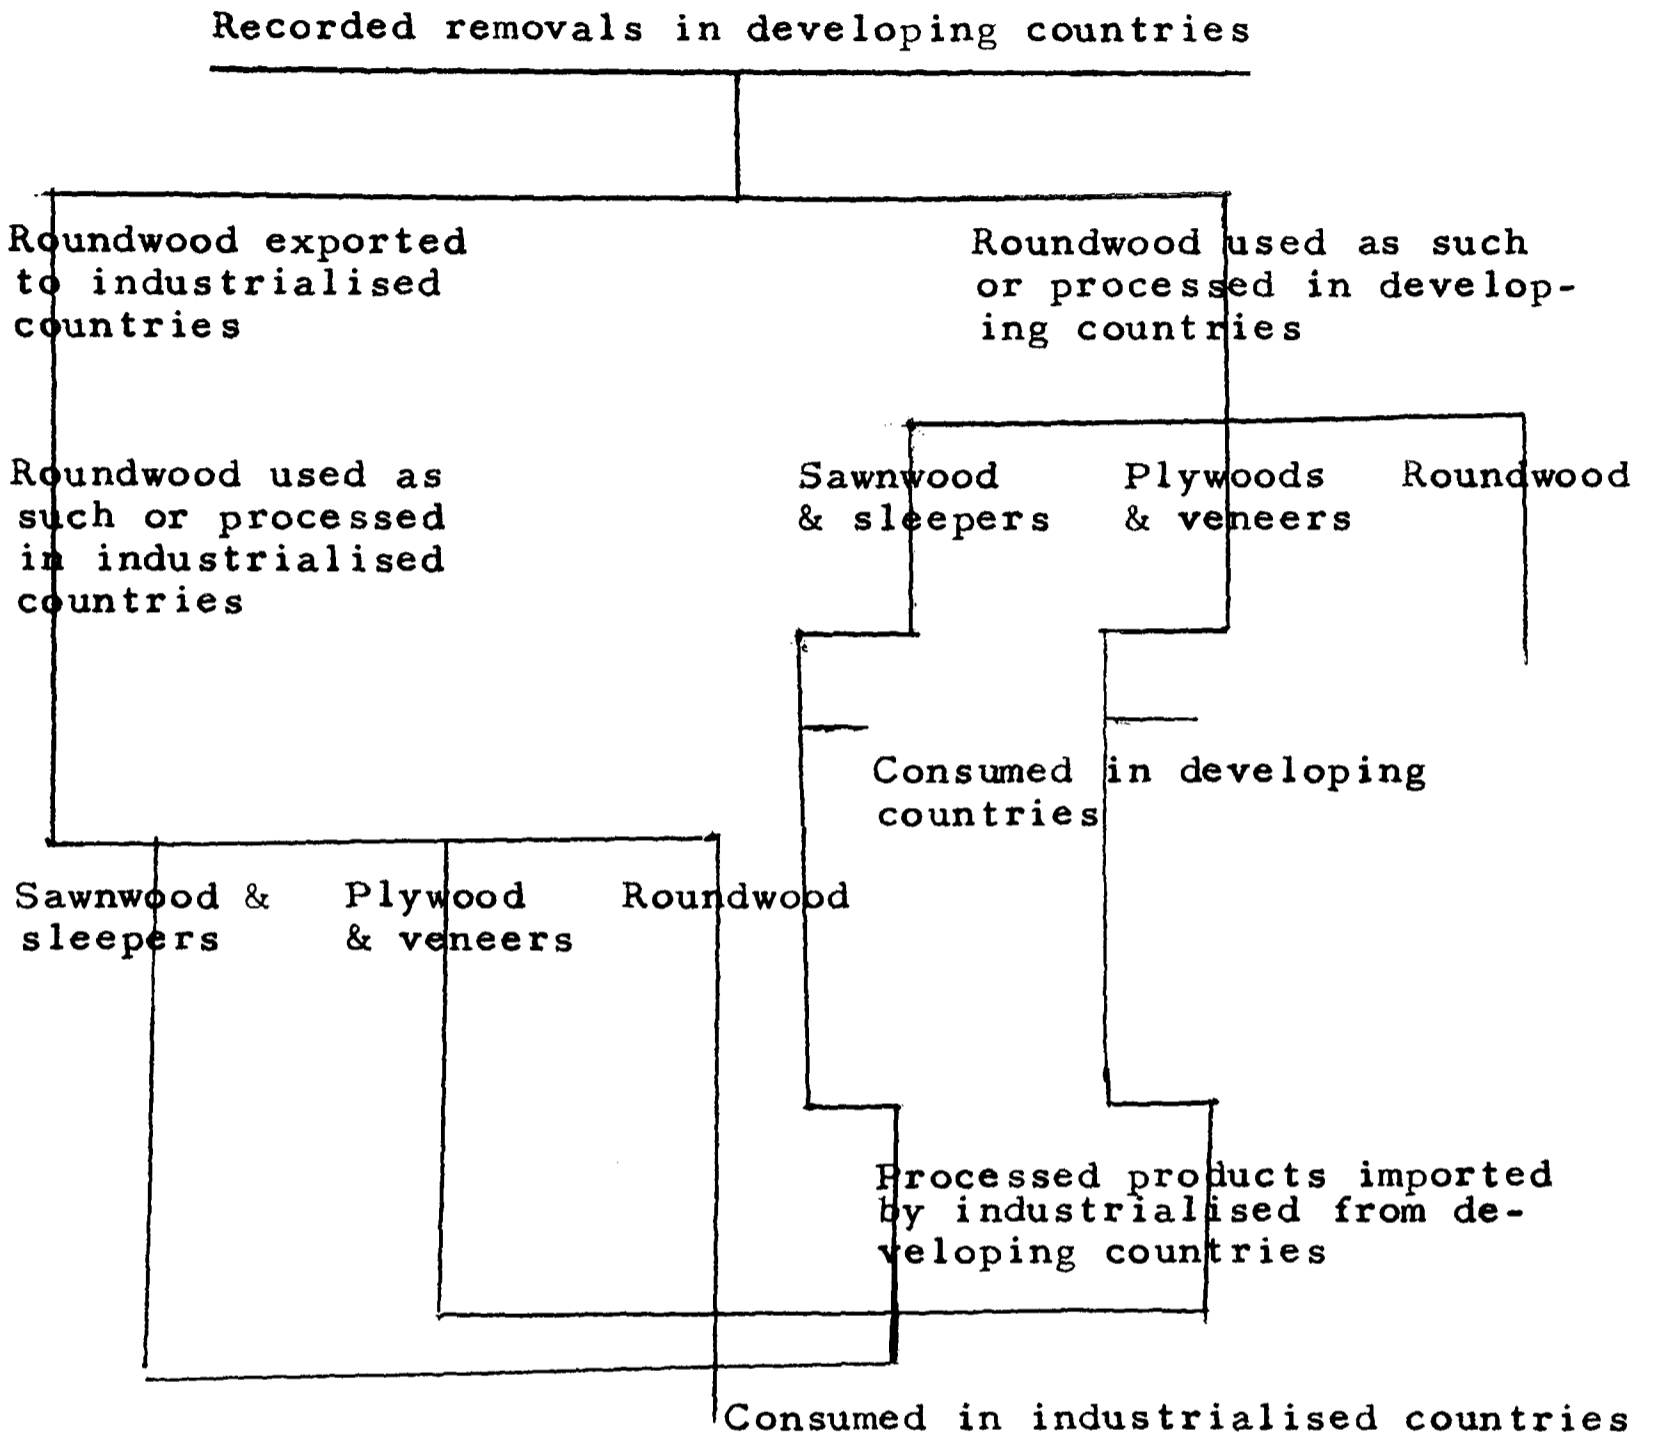 Recorded removals in developing countries
Roundwood exported
to industrialised
countries
Roundwood used as such
or processed in develop-
ing countries
Roundwood used as
such or processed
in industrialised
countries
Sawnwood
& sleepers
Plywoods
& veneers
Roundwood
Consumed in developing
countries
Sawnwood &
sleepers
Plywood
& veneers
Roundwood
Processed products imported
by industrialised from de-
veloping countries
Consumed in industrialised countries